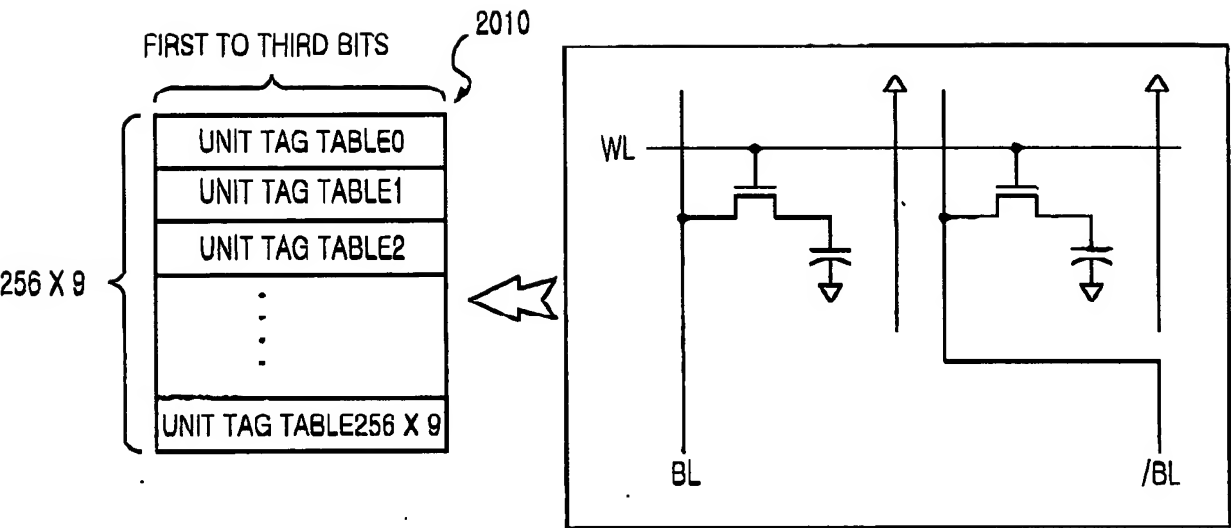 2010
FIRST TO THIRD BITS
UNIT TAG TABLE0
UNIT TAG TABLE1
UNIT TAG TABLE2
256 X 9
UNIT TAG TABLE256 X 9
WL
BL
/BL